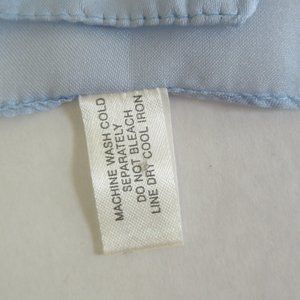 MACHINE WASH COLD
SEPARATELY
DO NOT BLEACH
LINE DRY COOL IRON